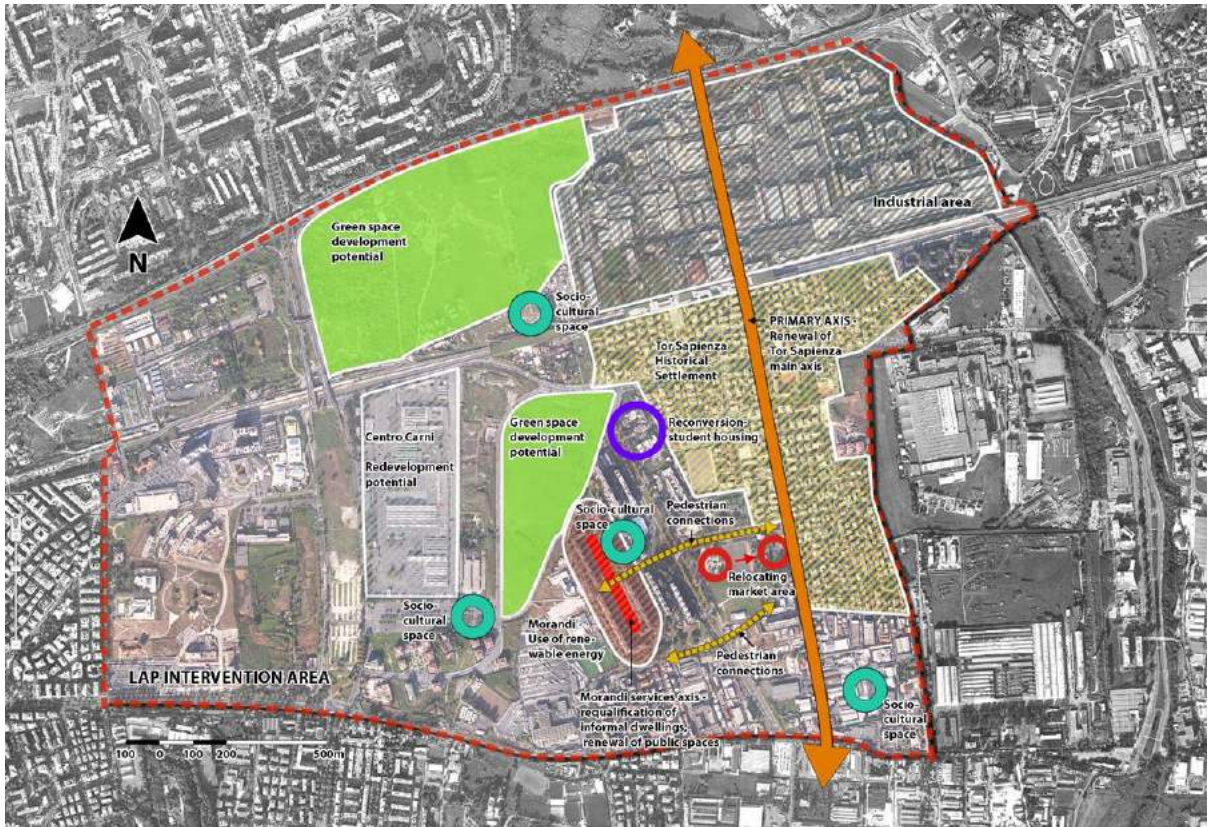 Industrial area
Green space
development
potential
N
Socio-
cultural
space
PRIMARY AXIS -
Renewal of
Tor Sapienza
main axis
Tor Sapienza
Historical
Settlement
Centro Carni
Redevelopment
potential
Green space
development
potential
Reconversion-
student housing
Socio-cultural
space
Pedestrian
connections
Relocating
market area
Socio-
cultural
space
Morandi
Use of rene-
wable energy
Pedestrian
connections
LAP INTERVENTION AREA
Morandi services axis -
requalification of
informal dwellings,
renewal of public spaces
Socio-
cultural
space
100 0 100 200 500m